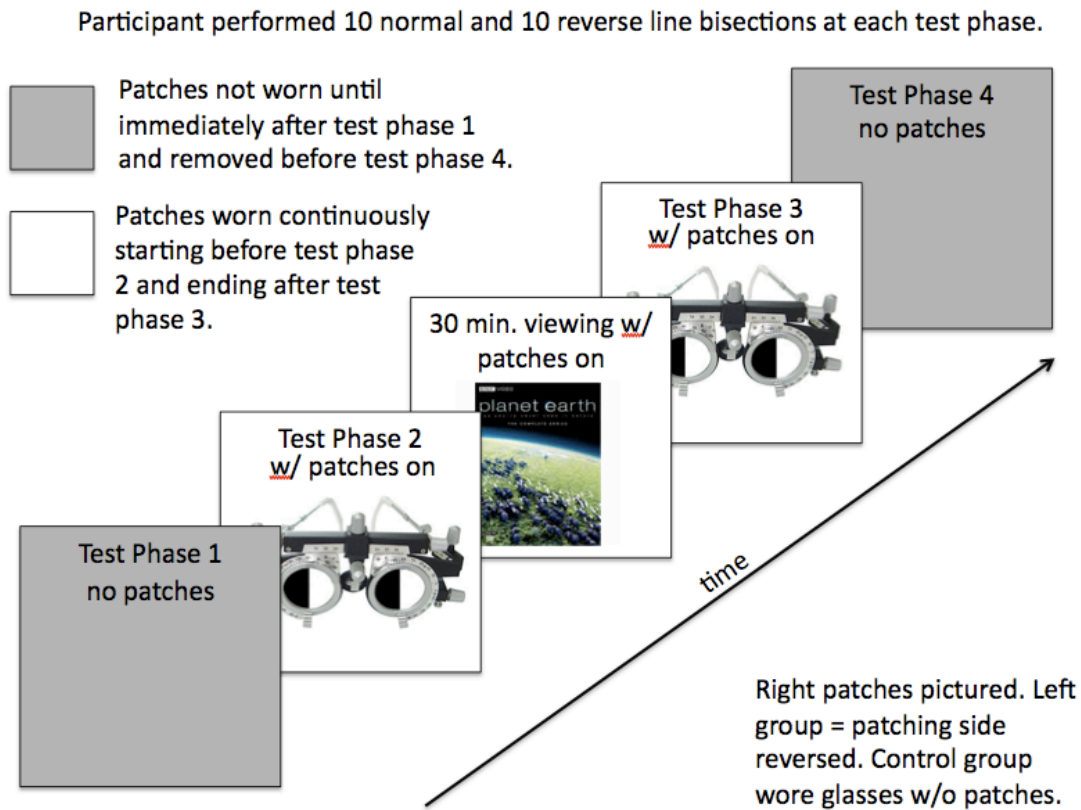 Participant performed 10 normal and 10 reverse line bisections at each test phase.
Patches not worn until
immediately after test phase 1
and removed before test phase 4.
Patches worn continuously
starting before test phase
2 and ending after test
phase 3.
Test Phase 4
no patches
Test Phase 3
w/ patches on
30 min. viewing w/
patches on
planet earth
THE COMPLETE SERIES
Test Phase 2
w/ patches on
Test Phase 1
no patches
time
Right patches pictured. Left
group = patching side
reversed. Control group
wore glasses w/o patches.